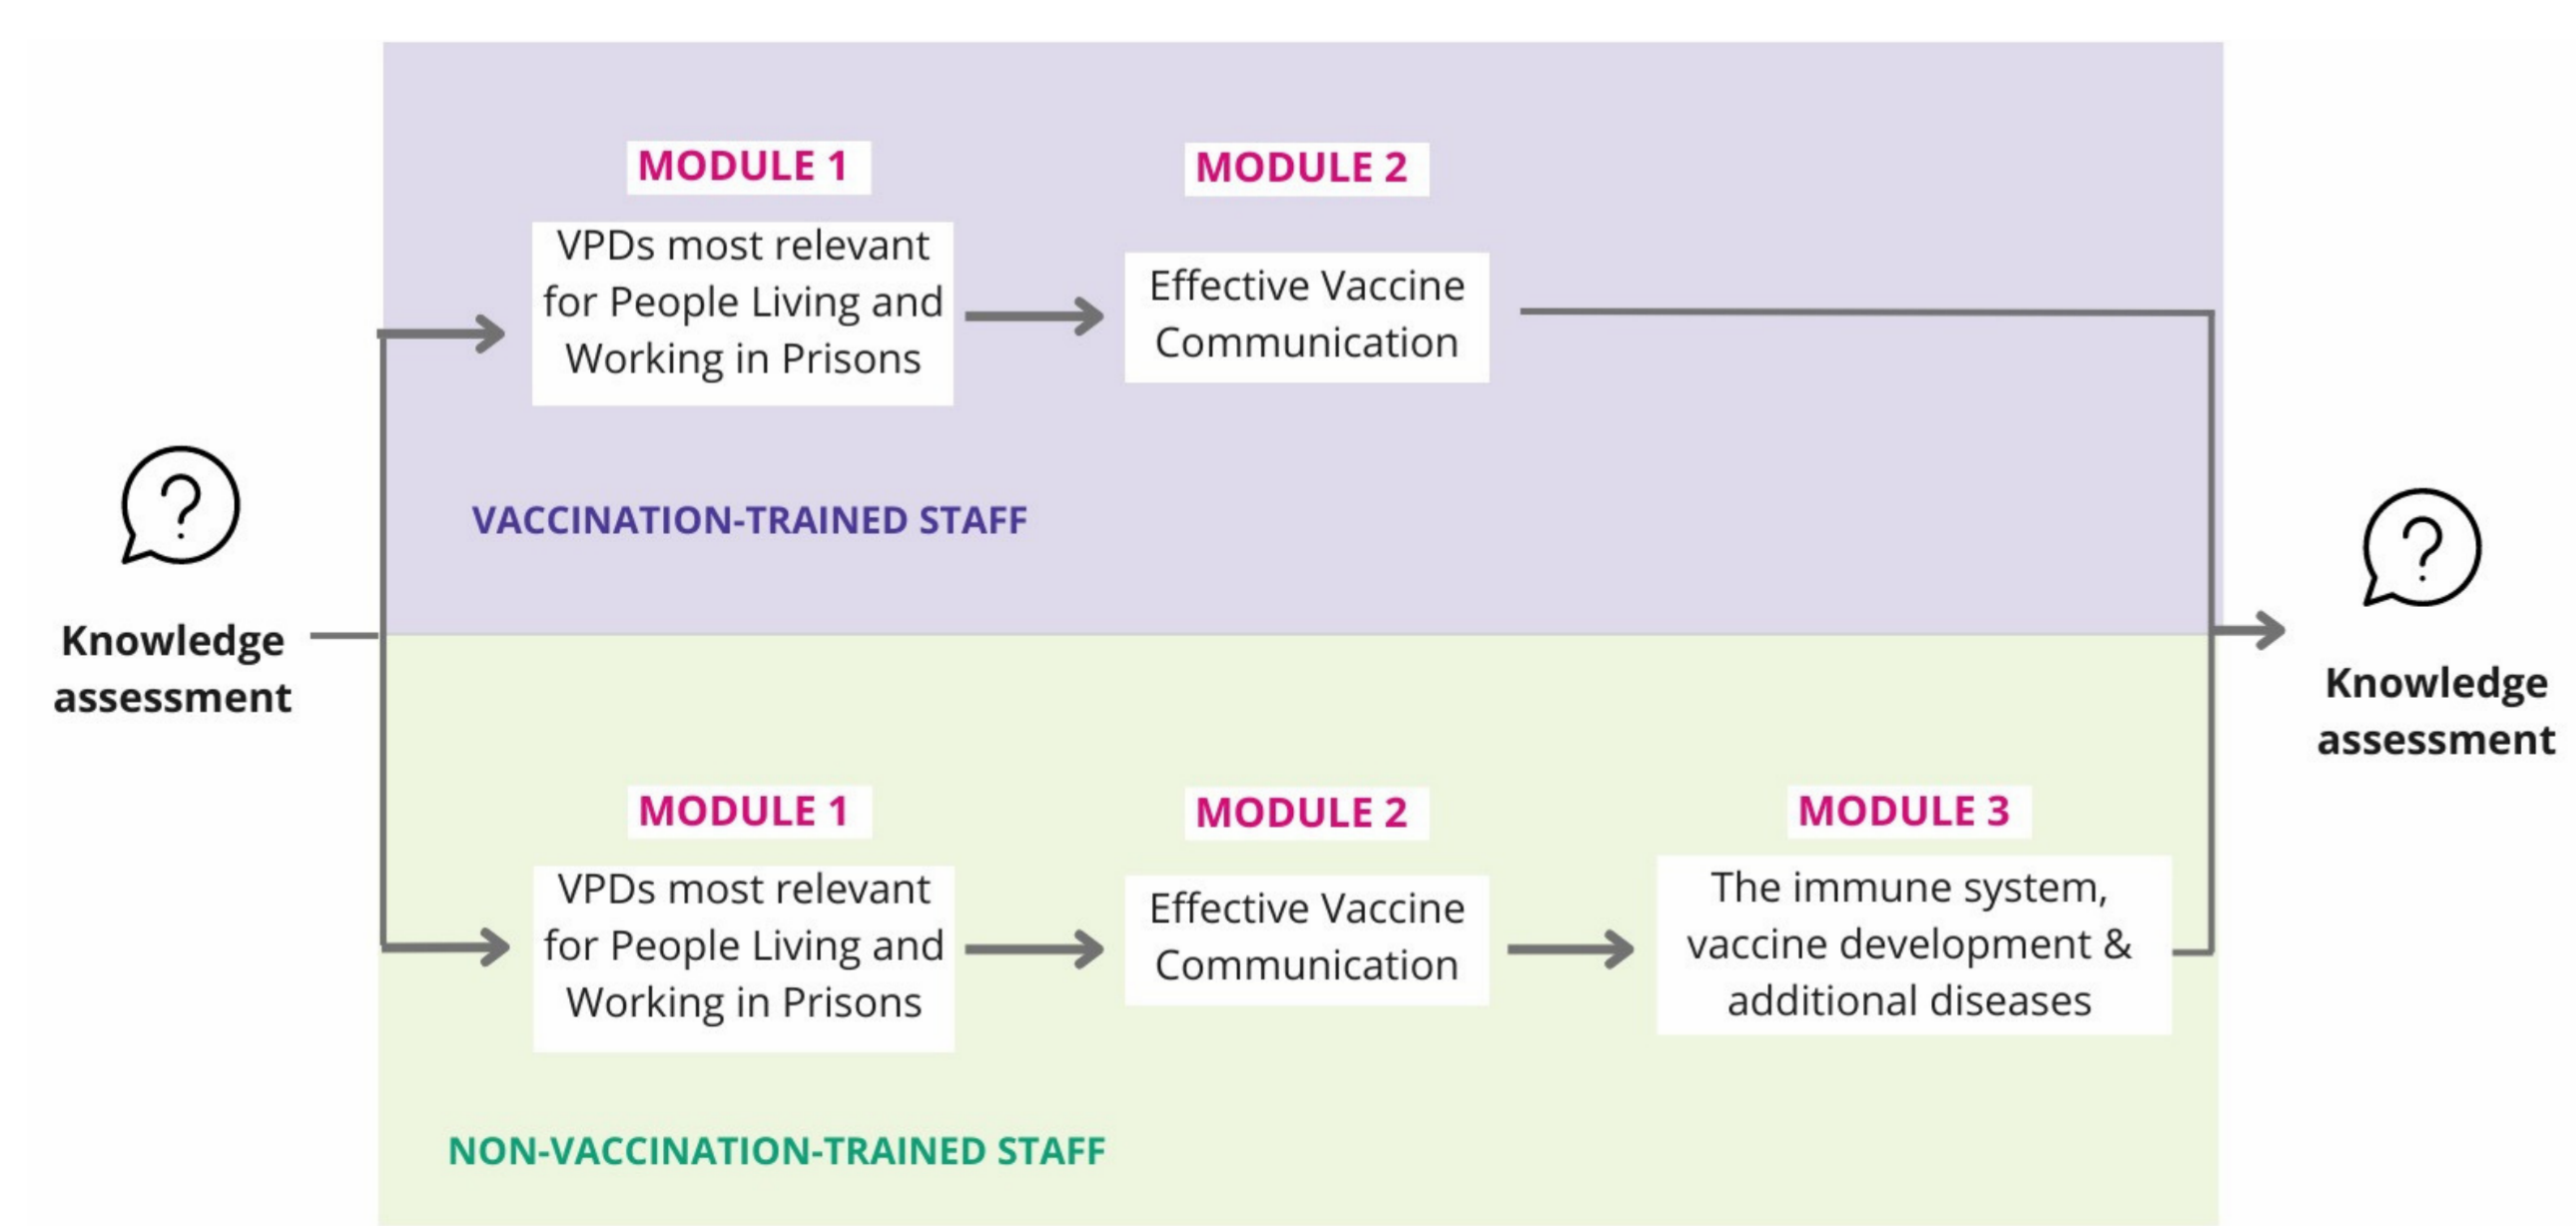 Knowledge
assessment
MODULE 1
VPDs most relevant
for People Living and
Working in Prisons
MODULE 2
Effective Vaccine
Communication
VACCINATION-TRAINED STAFF
MODULE 1
VPDs most relevant
for People Living and
Working in Prisons
MODULE 2
Effective Vaccine
Communication
MODULE 3
The immune system,
vaccine development &
additional diseases
NON-VACCINATION-TRAINED STAFF
Knowledge
assessment